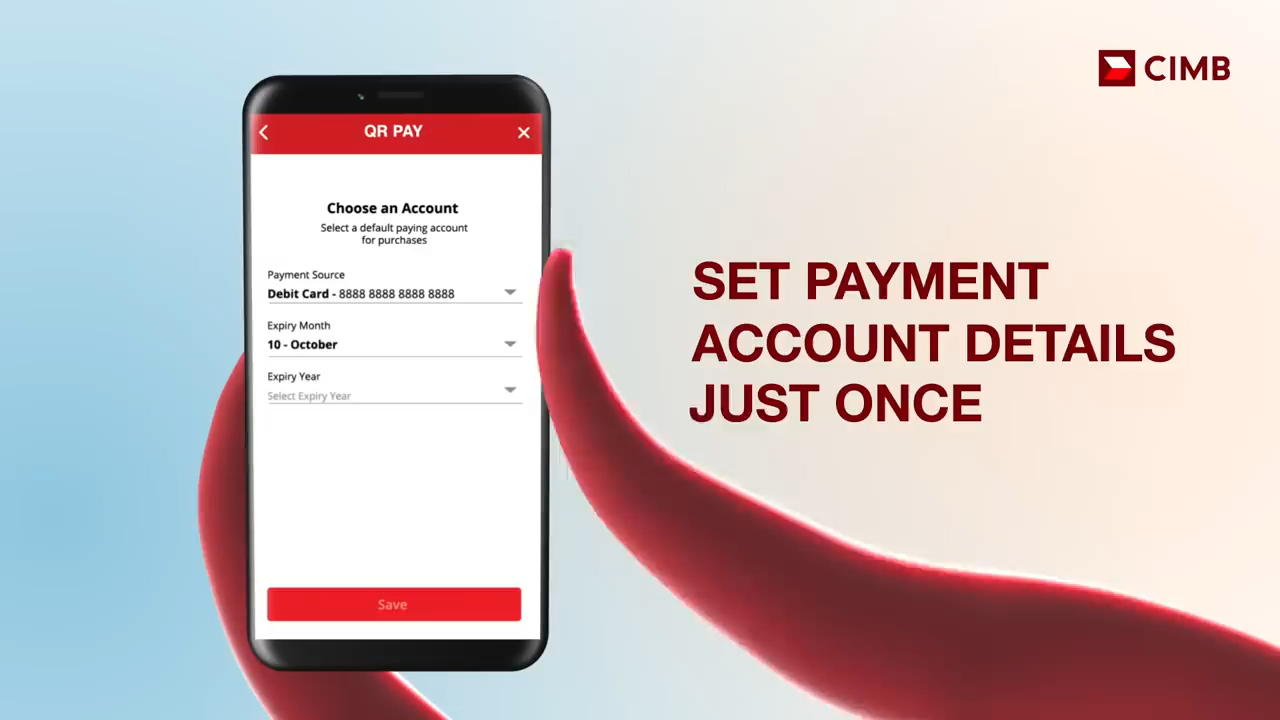 CIMB
QR PAY
Choose an Account
Select a default paying account
for purchases
Payment Source
Debit Card - 8888 8888 8888 8888
Expiry Month
10 - October
Expiry Year
Select Expiry Year
Save
SET PAYMENT
ACCOUNT DETAILS
JUST ONCE